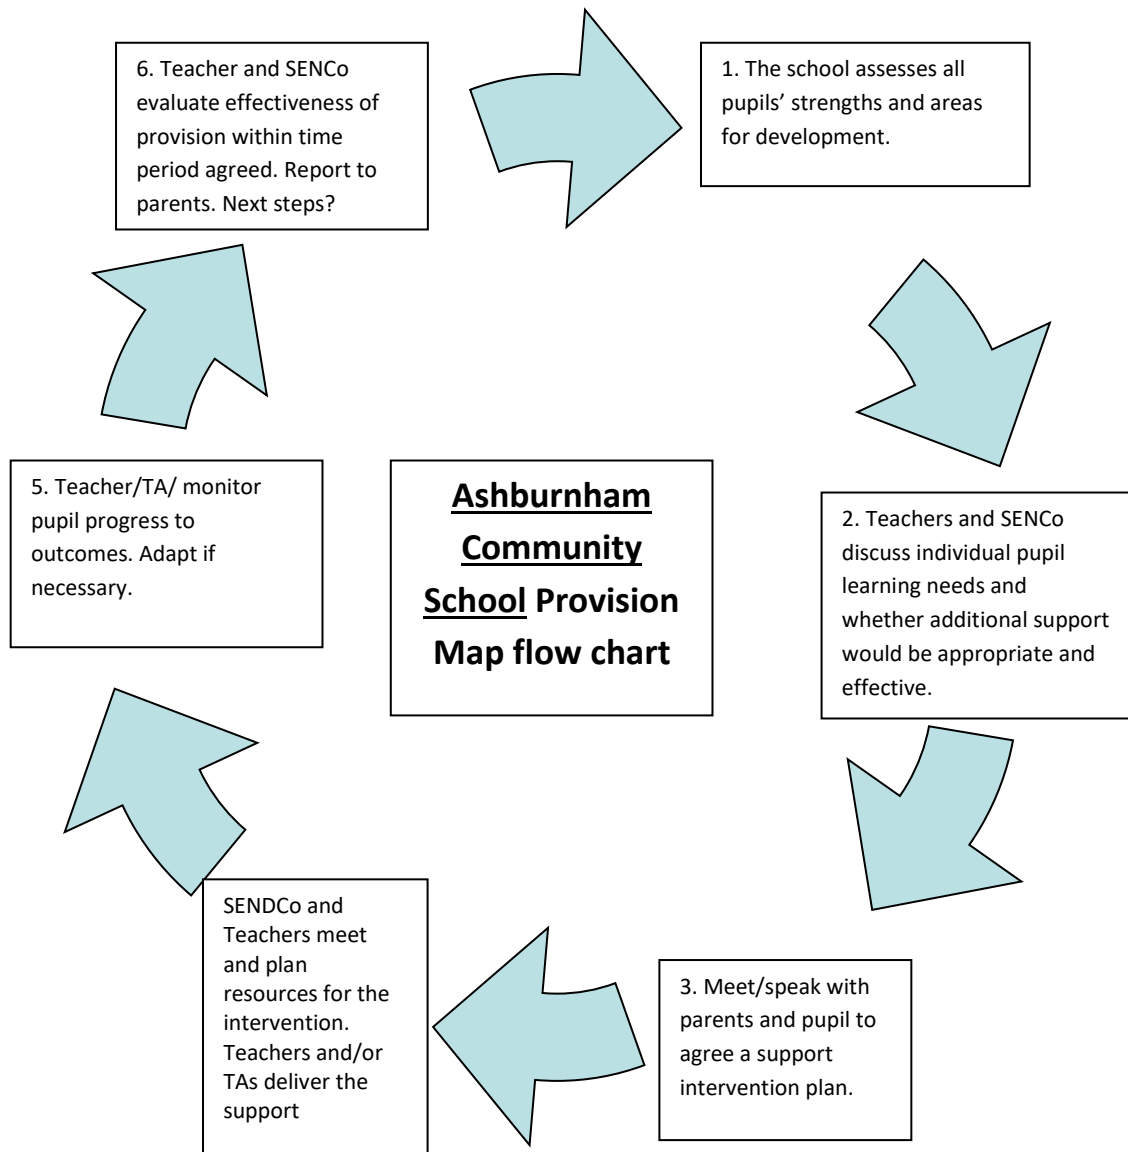 6. Teacher and SENCo
evaluate effectiveness of
provision within time
period agreed. Report to
parents. Next steps?
1. The school assesses all
pupils’ strengths and areas
for development.
5. Teacher/TA/ monitor
pupil progress to
outcomes. Adapt if
necessary.
Ashburnham
Community
School Provision
Map flow chart
2. Teachers and SENCo
discuss individual pupil
learning needs and
whether additional support
would be appropriate and
effective.
SENDCo and
Teachers meet
and plan
resources for the
intervention.
Teachers and/or
TAs deliver the
support
3. Meet/speak with
parents and pupil to
agree a support
intervention plan.